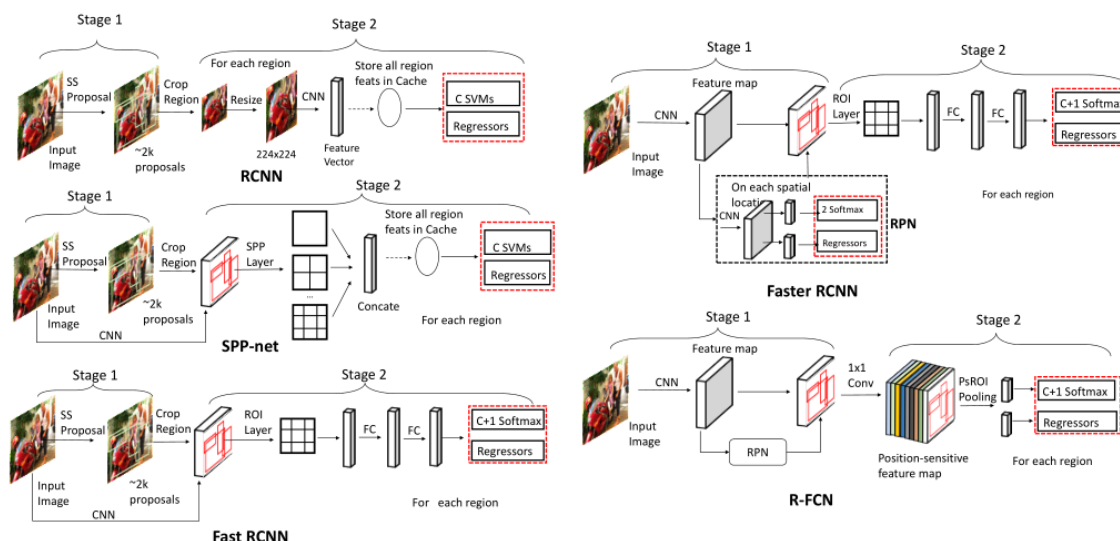 Stage 1
Stage 2
SS
Proposal
Crop
Region
For each region
Resize
CNN
Store all region
feats in Cache
C SVMs
Regressors
Input
Image
~2k
proposals
224x224
Feature
Vector
RCNN
Stage 1
Stage 2
SS
Proposal
Crop
Region
SPP
Layer
...
Concate
Store all region
feats in Cache
C SVMs
Regressors
Input
Image
~2k
proposals
CNN
For each region
SPP-net
Stage 1
Stage 2
SS
Proposal
Crop
Region
ROI
Layer
FC
FC
C+1 Softmax
Regressors
Input
Image
~2k
proposals
CNN
For each region
Fast RCNN
Stage 1
Stage 2
Feature map
CNN
Input
Image
ROI
Layer
FC
FC
C+1 Softmax
Regressors
For each region
On each spatial
CNN
2 Softmax
Regressors
RPN
Faster RCNN
Stage 1
Stage 2
Feature map
CNN
Input
Image
RPN
1x1
Conv
PsROI
Pooling
C+1 Softmax
Regressors
Position-sensitive
feature map
For each region
R-FCN